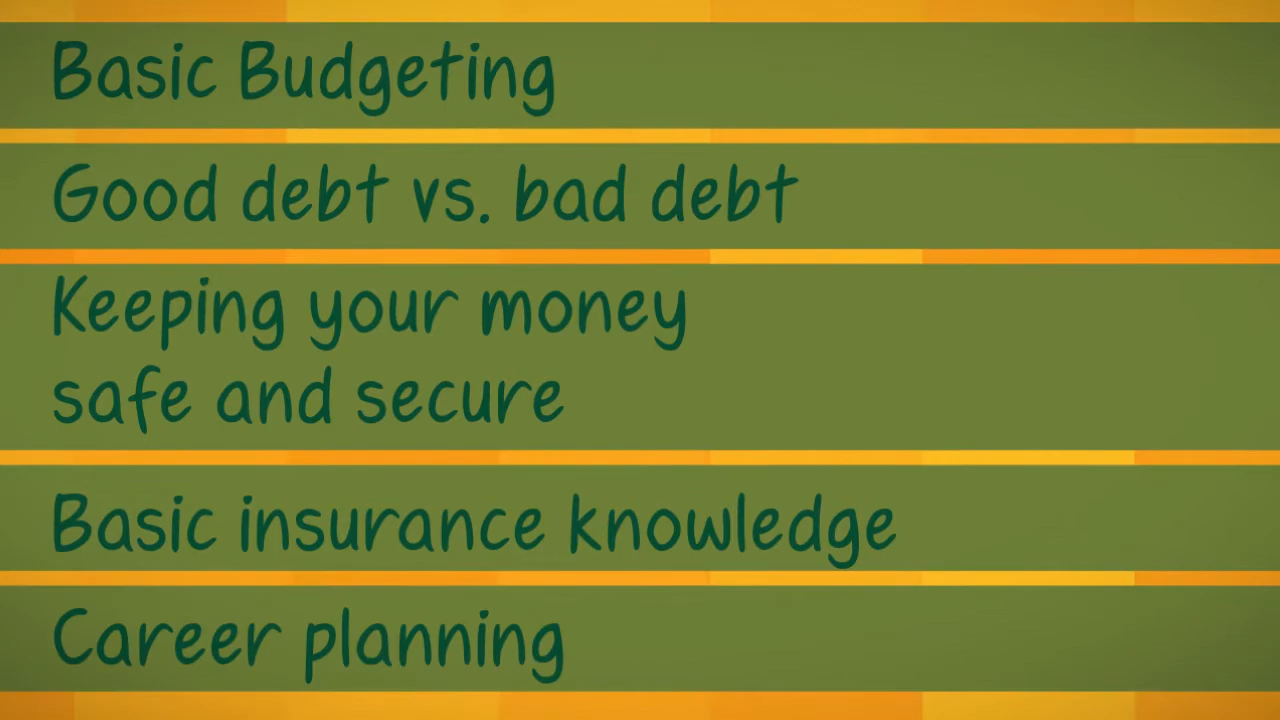 Basic Budgeting
Good debt vs. bad debt
Keeping your money
safe and secure
Basic insurance knowledge
Career planning